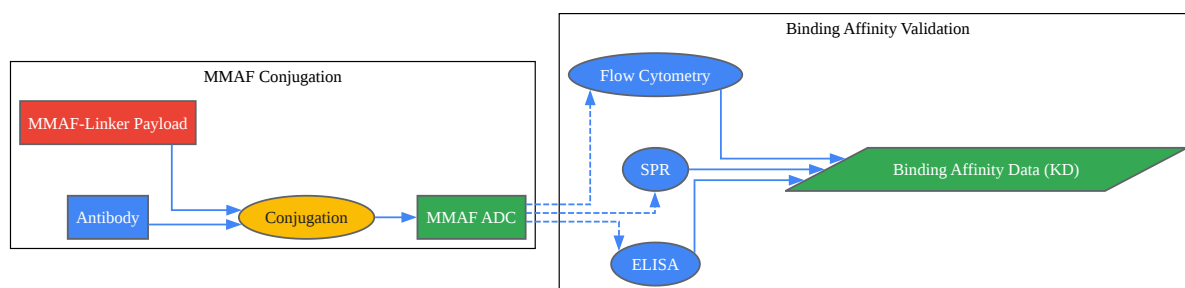 MMAF Conjugation
MMAF-Linker Payload
Antibody
Conjugation
MMAF ADC
Binding Affinity Validation
Flow Cytometry
SPR
ELISA
Binding Affinity Data (KD)